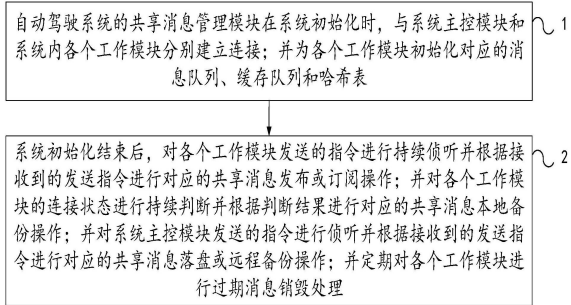 自动驾驶系统的共享消息管理模块在系统初始化时，与系统主控模块和
系统内各个工作模块分别建立连接；并为各个工作模块初始化对应的消
息队列、缓存队列和哈希表
1
系统初始化结束后，对各个工作模块发送的指令进行持续侦听并根据接
收到的发送指令进行对应的共享消息发布或订阅操作；并对各个工作模
块的连接状态进行持续判断并根据判断结果进行对应的共享消息本地备
份操作；并对系统主控模块发送的指令进行侦听并根据接收到的发送指
令进行对应的共享消息落盘或远程备份操作；并定期对各个工作模块进
行过期消息销毁处理
2